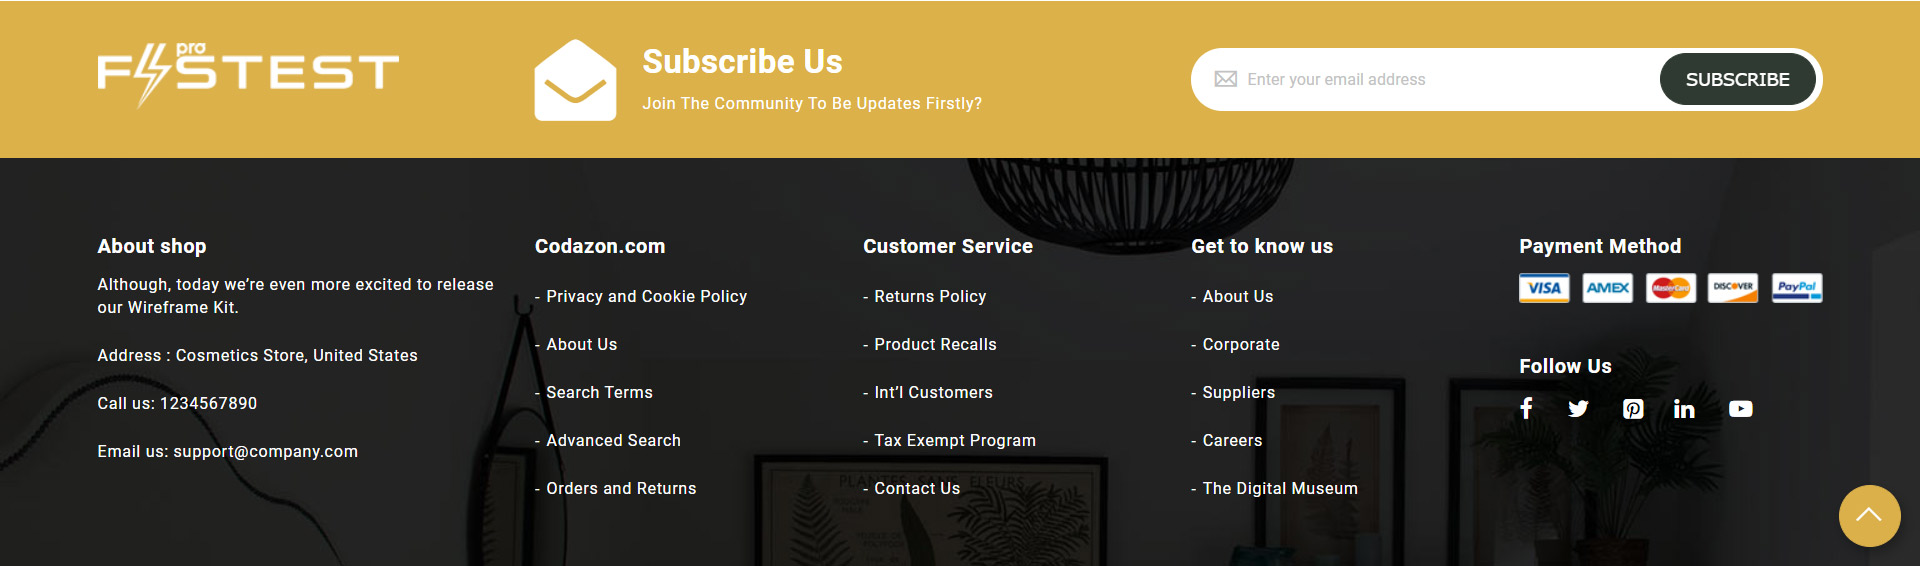 pro
FASTEST
Subscribe Us
Join The Community To Be Updates Firstly?
Enter your email address
SUBSCRIBE
About shop
Although, today we’re even more excited to release
our Wireframe Kit.
Address : Cosmetics Store, United States
Call us: 1234567890
Email us: support@company.com
Codazon.com
- Privacy and Cookie Policy
- About Us
- Search Terms
- Advanced Search
- Orders and Returns
Customer Service
- Returns Policy
- Product Recalls
- Int’l Customers
- Tax Exempt Program
- Contact Us
Get to know us
- About Us
- Corporate
- Suppliers
- Careers
- The Digital Museum
Payment Method
VISA
AMEX
MasterCard
DISCOVER
PayPal
Follow Us
PLANTES SANS FLEURS